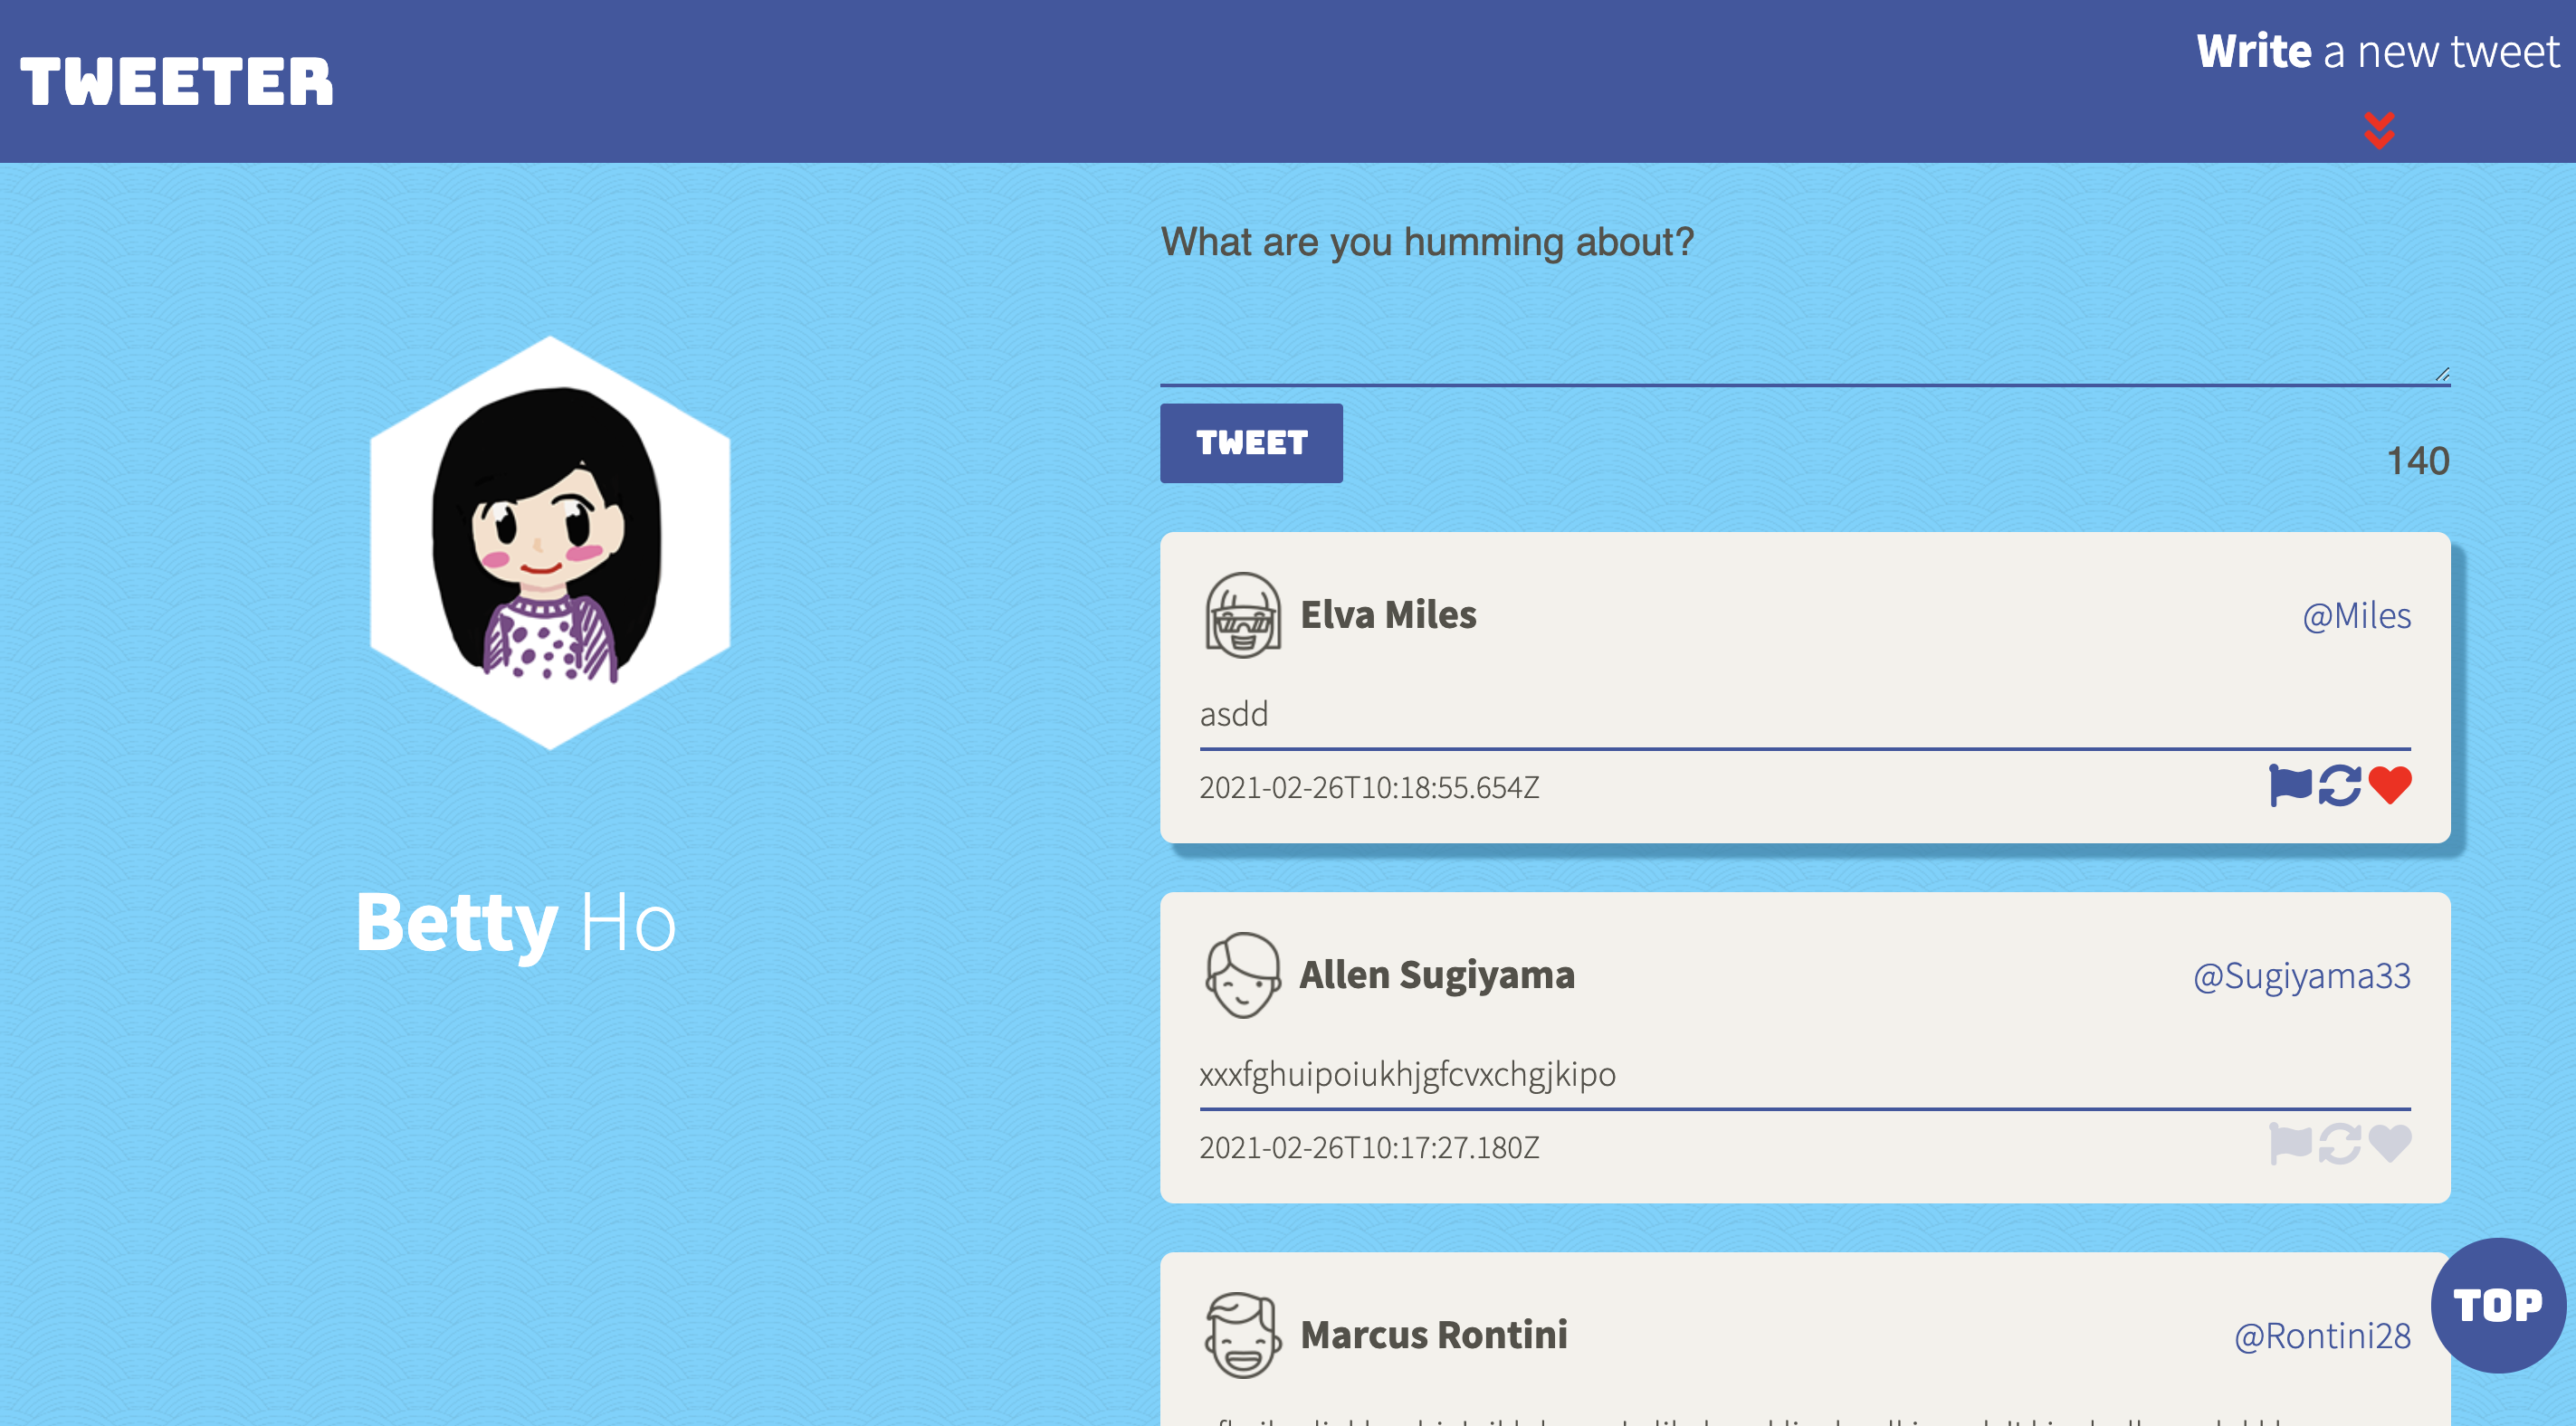 TWEETER
Write a new tweet
What are you humming about?
TWEET
140
Betty Ho
Elva Miles
@Miles
asdd
2021-02-26T10:18:55.654Z
Allen Sugiyama
@Sugiyama33
xxxfghuipoiukhjgfcvxchgjkipo
2021-02-26T10:17:27.180Z
Marcus Rontini
@Rontini28
TOP